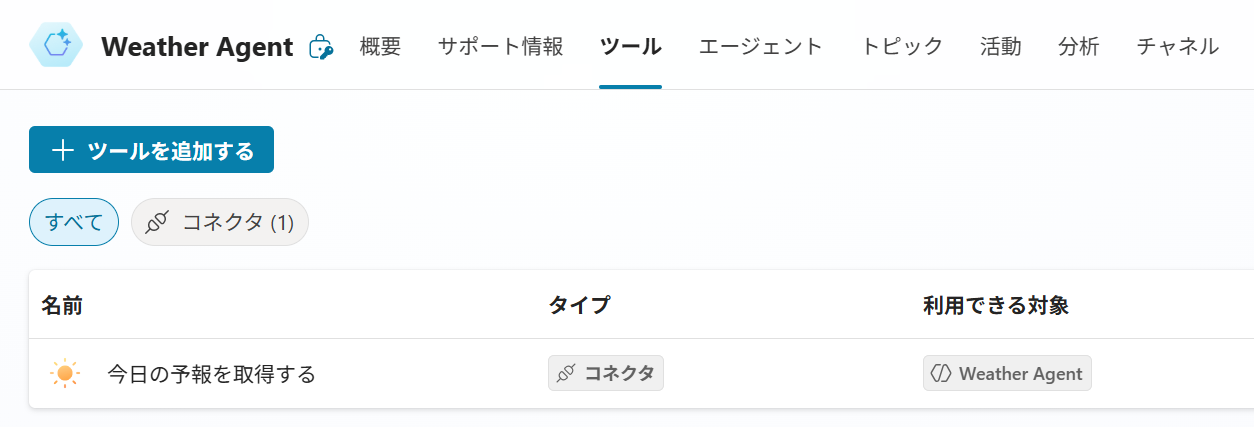 Weather Agent 概要 サポート情報 ツール エージェント トピック 活動 分析 チャネル
ツールを追加する
すべて コネクタ (1)
名前 タイプ 利用できる対象
今日の予報を取得する コネクタ Weather Agent